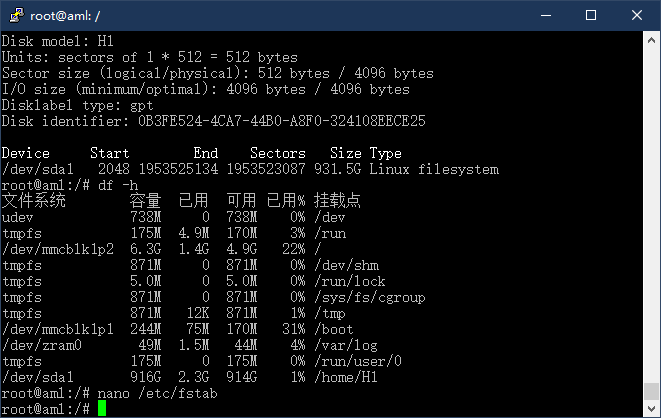 root@aml: /
Disk model: H1
Units: sectors of 1 * 512 = 512 bytes
Sector size (logical/physical): 512 bytes / 4096 bytes
I/O size (minimum/optimal): 4096 bytes / 4096 bytes
Disklabel type: gpt
Disk identifier: 0B3FE524-4CA7-44B0-A8F0-324108EECE25
Device     Start        End    Sectors   Size Type
/dev/sda1   2048 1953525134 1953523087 931.5G Linux filesystem
root@aml:/# df -h
文件系统        容量  已用  可用 已用% 挂载点
udev            738M     0  738M    0% /dev
tmpfs           175M  4.9M  170M    3% /run
/dev/mmcblk1p2  6.3G  1.4G  4.9G   22% /
tmpfs           871M     0  871M    0% /dev/shm
tmpfs           5.0M     0  5.0M    0% /run/lock
tmpfs           871M     0  871M    0% /sys/fs/cgroup
tmpfs           871M   12K  871M    1% /tmp
/dev/mmcblk1p1  244M   75M  170M   31% /boot
/dev/zram0       49M  1.5M   44M    4% /var/log
tmpfs           175M     0  175M    0% /run/user/0
/dev/sda1       916G  2.3G  914G    1% /home/H1
root@aml:/# nano /etc/fstab
root@aml:/#